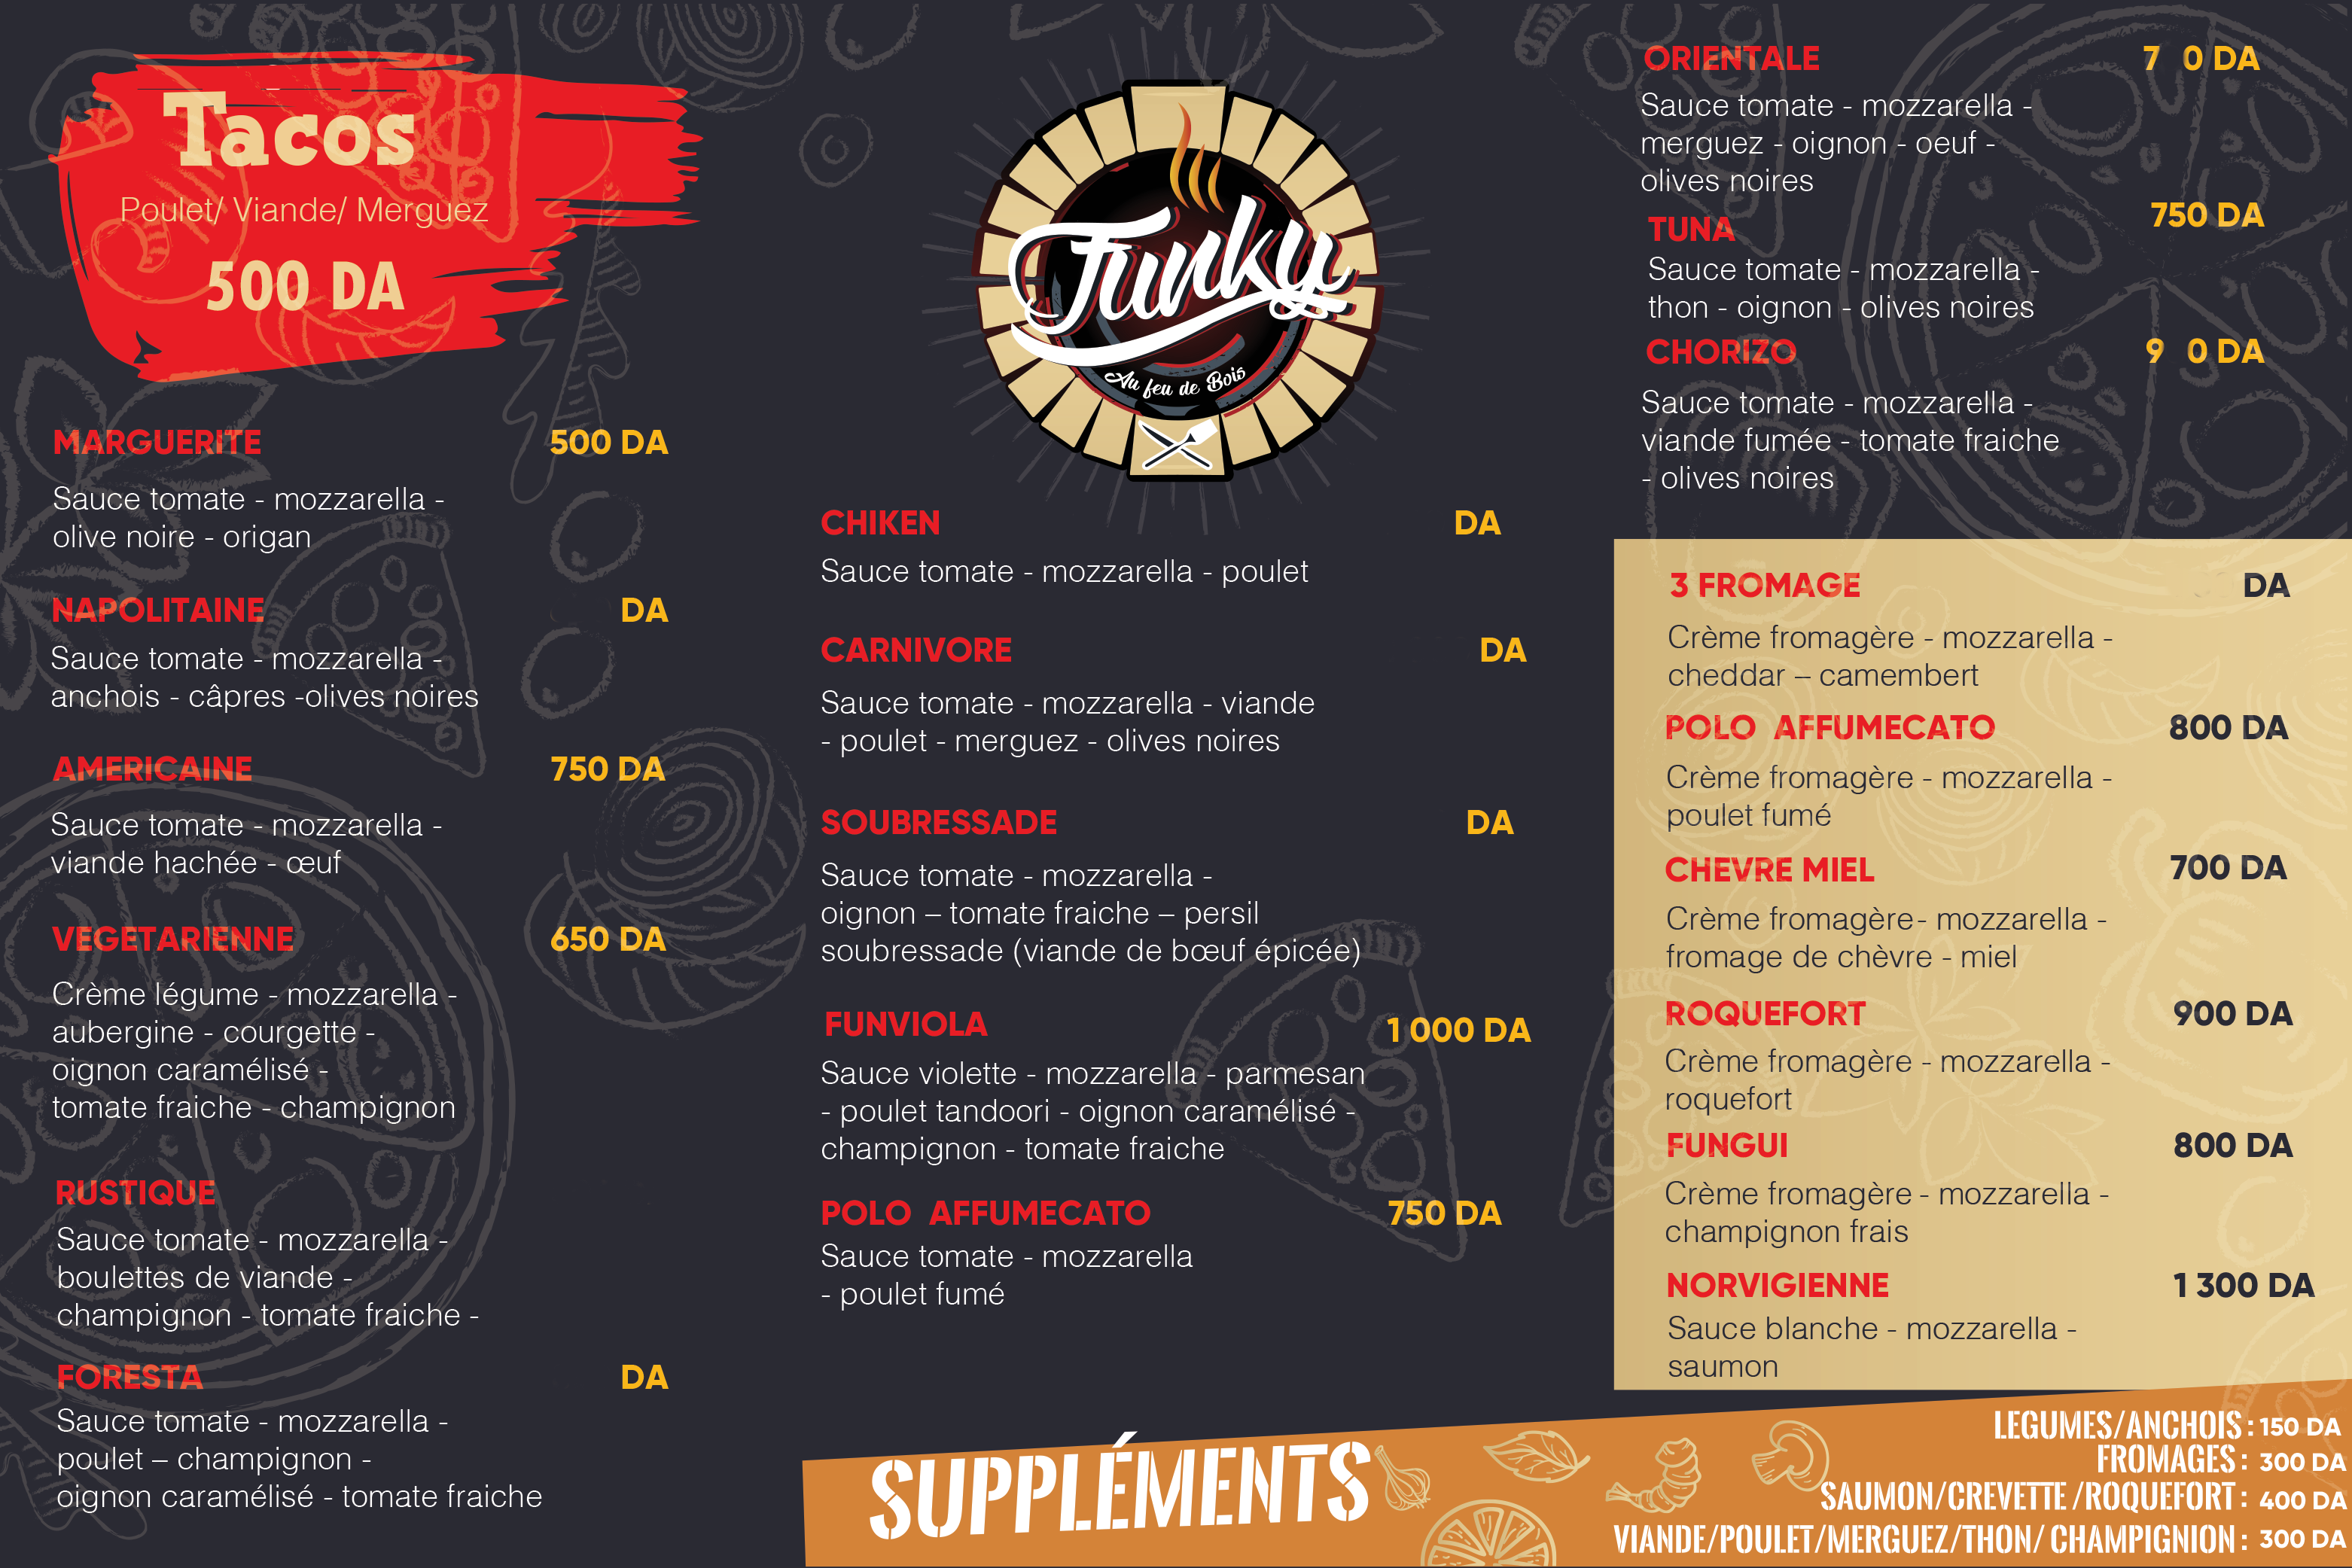 Tacos
Poulet/ Viande/ Merguez
500 DA
MARGUERITE 500 DA
Sauce tomate - mozzarella -
olive noire - origan
NAPOLITAINE DA
Sauce tomate - mozzarella -
anchois - câpres -olives noires
AMERICAINE 750 DA
Sauce tomate - mozzarella -
viande hachée - œuf
VEGETARIENNE 650 DA
Crème légume - mozzarella -
aubergine - courgette -
oignon caramélisé -
tomate fraiche - champignon
RUSTIQUE
Sauce tomate - mozzarella -
boulettes de viande -
champignon - tomate fraiche -
FORESTA DA
Sauce tomate - mozzarella -
poulet – champignon -
oignon caramélisé - tomate fraiche
Funky
Au feu de Bois
CHIKEN DA
Sauce tomate - mozzarella - poulet
CARNIVORE DA
Sauce tomate - mozzarella - viande
- poulet - merguez - olives noires
SOUBRESSADE DA
Sauce tomate - mozzarella -
oignon – tomate fraiche – persil
soubressade (viande de bœuf épicée)
FUNVIOLA 1 000 DA
Sauce violette - mozzarella - parmesan
- poulet tandoori - oignon caramélisé -
champignon - tomate fraiche
POLO AFFUMECATO 750 DA
Sauce tomate - mozzarella
- poulet fumé
ORIENTALE 7 0 DA
Sauce tomate - mozzarella -
merguez - oignon - oeuf -
olives noires
TUNA 750 DA
Sauce tomate - mozzarella -
thon - oignon - olives noires
CHORIZO 9 0 DA
Sauce tomate - mozzarella -
viande fumée - tomate fraiche
- olives noires
3 FROMAGE DA
Crème fromagère - mozzarella -
cheddar – camembert
POLO AFFUMECATO 800 DA
Crème fromagère - mozzarella -
poulet fumé
CHEVRE MIEL 700 DA
Crème fromagère- mozzarella -
fromage de chèvre - miel
ROQUEFORT 900 DA
Crème fromagère - mozzarella -
roquefort
FUNGUI 800 DA
Crème fromagère - mozzarella -
champignon frais
NORVIGIENNE 1 300 DA
Sauce blanche - mozzarella -
saumon
SUPPLÉMENTS
LEGUMES/ANCHOIS : 150 DA
FROMAGES : 300 DA
SAUMON/CREVETTE /ROQUEFORT : 400 DA
VIANDE/POULET/MERGUEZ/THON/ CHAMPIGNION : 300 DA